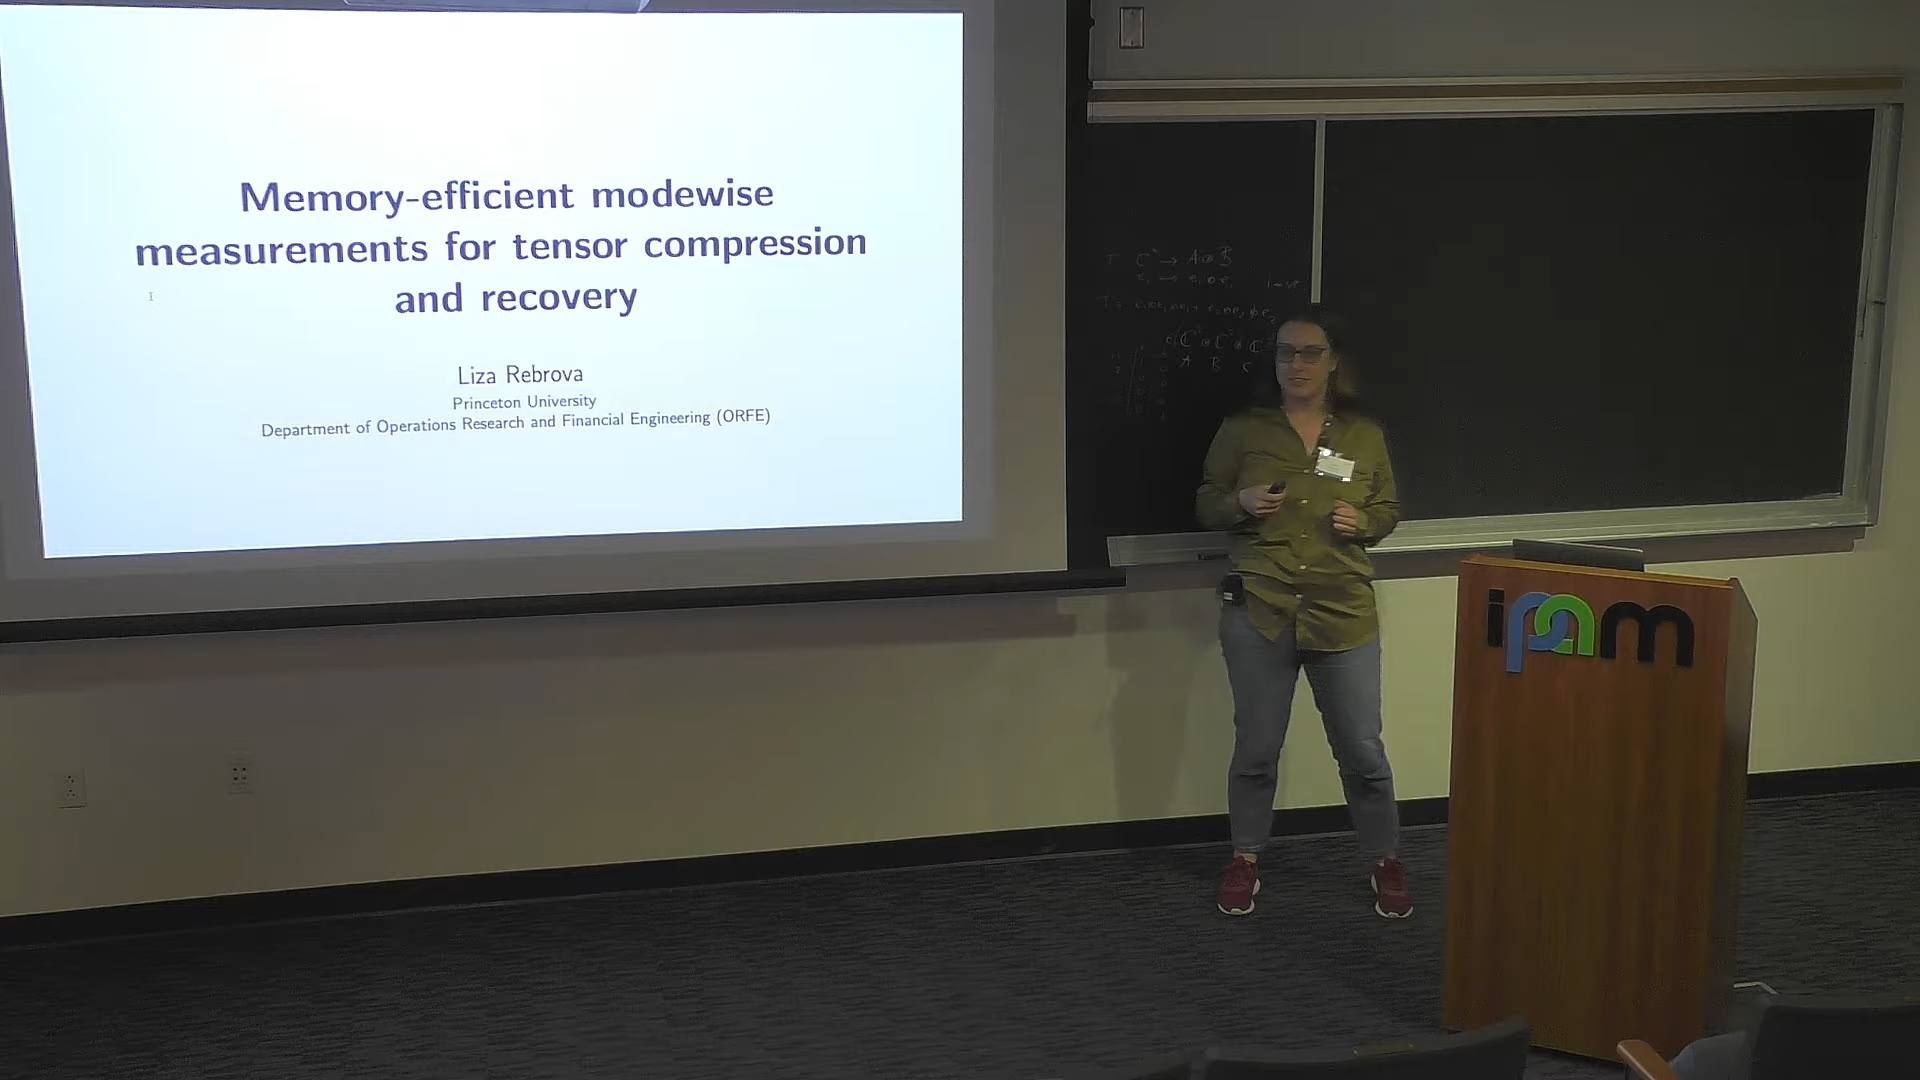 Memory-efficient modewise
measurements for tensor compression
and recovery
Liza Rebrova
Princeton University
Department of Operations Research and Financial Engineering (ORFE)
A B C
ipam